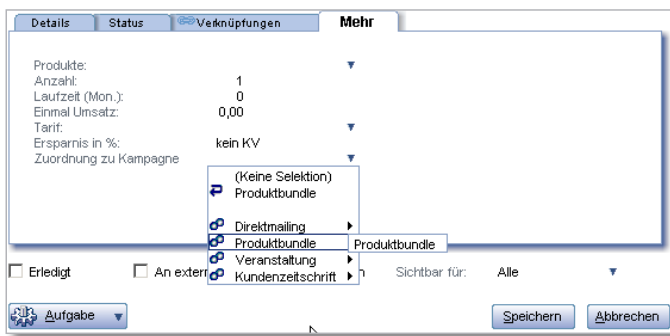 Details Status Verknüpfungen Mehr
Produkte:
Anzahl: 1
Laufzeit (Mon.): 0
Einmal Umsatz: 0,00
Tarif:
Ersparnis in %: kein KV
Zuordnung zu Kampagne
(Keine Selektion)
Produktbundle
Direktmailing
Produktbundle Produktbundle
Veranstaltung
Kundenzeitschrift
Erledigt An extern Sichtbar für: Alle
Aufgabe Speichern Abbrechen